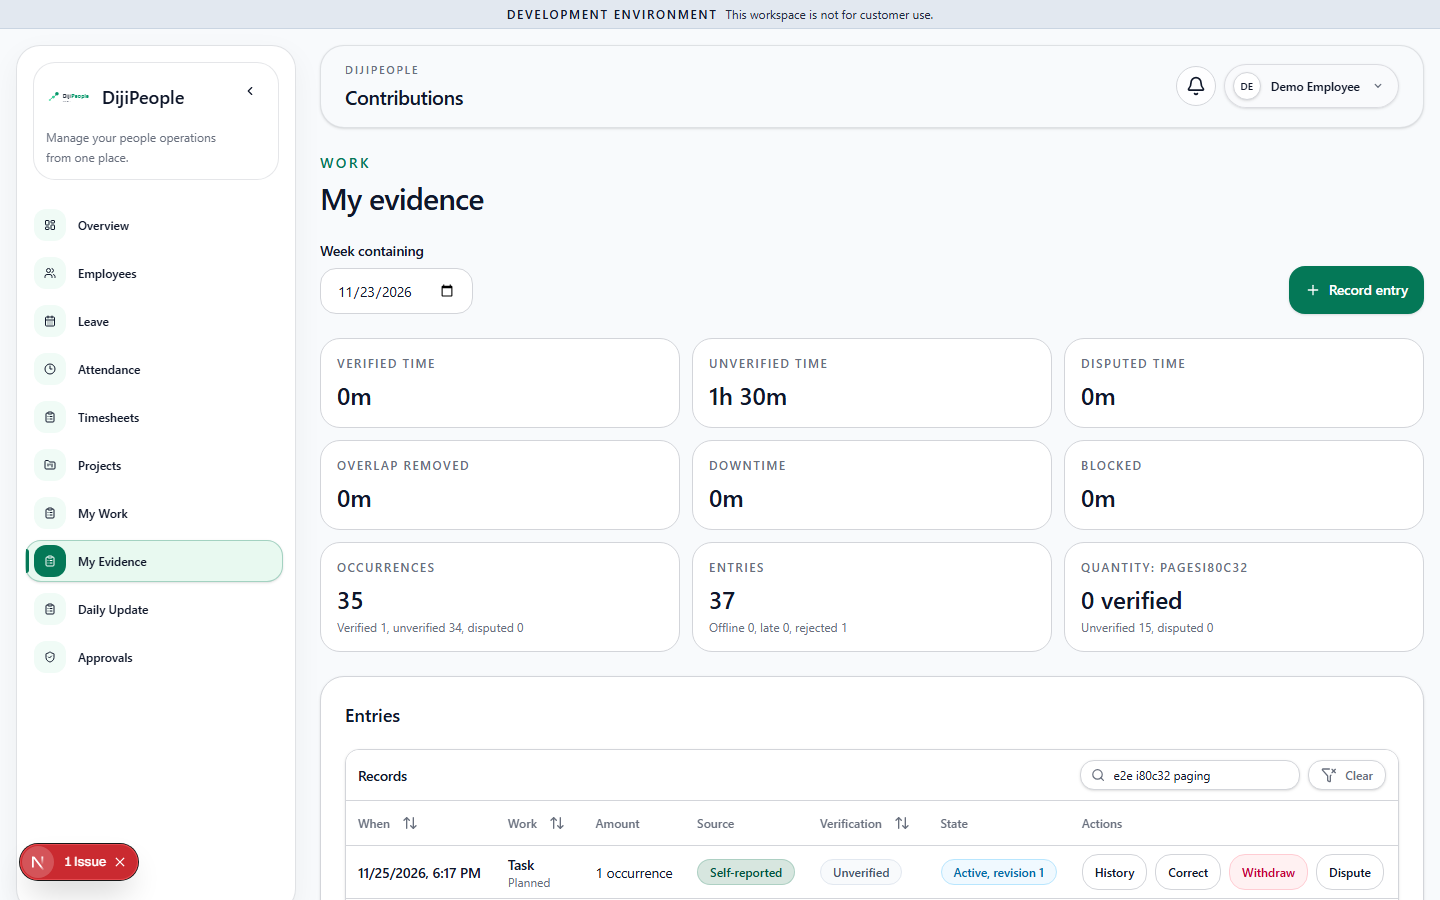 DEVELOPMENT ENVIRONMENT This workspace is not for customer use.
DijiPeople
DijiPeople
Manage your people operations
from one place.
Overview
Employees
Leave
Attendance
Timesheets
Projects
My Work
My Evidence
Daily Update
Approvals
N 1 Issue
DIJIPEOPLE
Contributions
DE Demo Employee
WORK
My evidence
Week containing
11/23/2026
+ Record entry
VERIFIED TIME
0m
UNVERIFIED TIME
1h 30m
DISPUTED TIME
0m
OVERLAP REMOVED
0m
DOWNTIME
0m
BLOCKED
0m
OCCURRENCES
35
Verified 1, unverified 34, disputed 0
ENTRIES
37
Offline 0, late 0, rejected 1
QUANTITY: PAGESI80C32
0 verified
Unverified 15, disputed 0
Entries
Records
e2e i80c32 paging
Clear
When Work Amount Source Verification State Actions
11/25/2026, 6:17 PM Task 1 occurrence Self-reported Unverified Active, revision 1 History Correct Withdraw Dispute
Planned